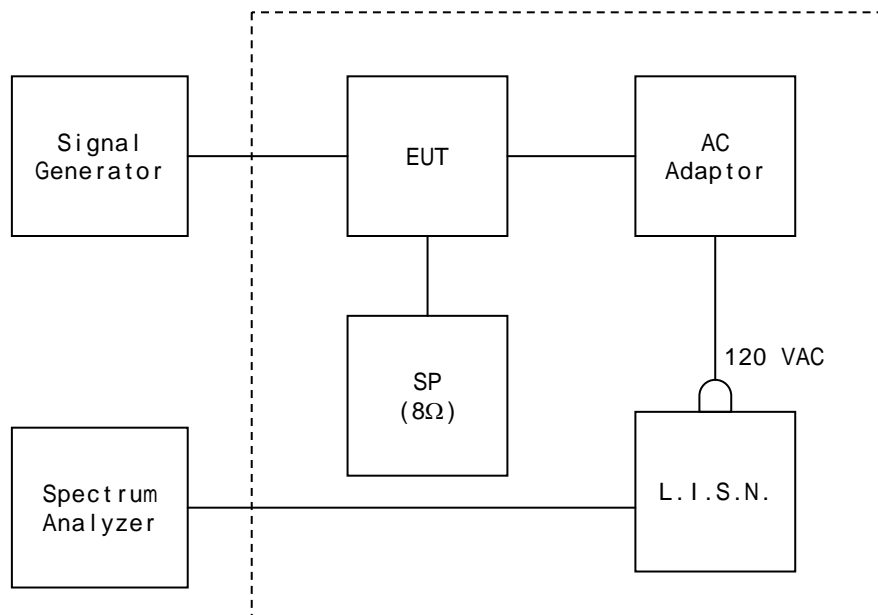 Signal
Generator
EUT
AC
Adaptor
SP
(8Ω)
120 VAC
Spectrum
Analyzer
L.I.S.N.